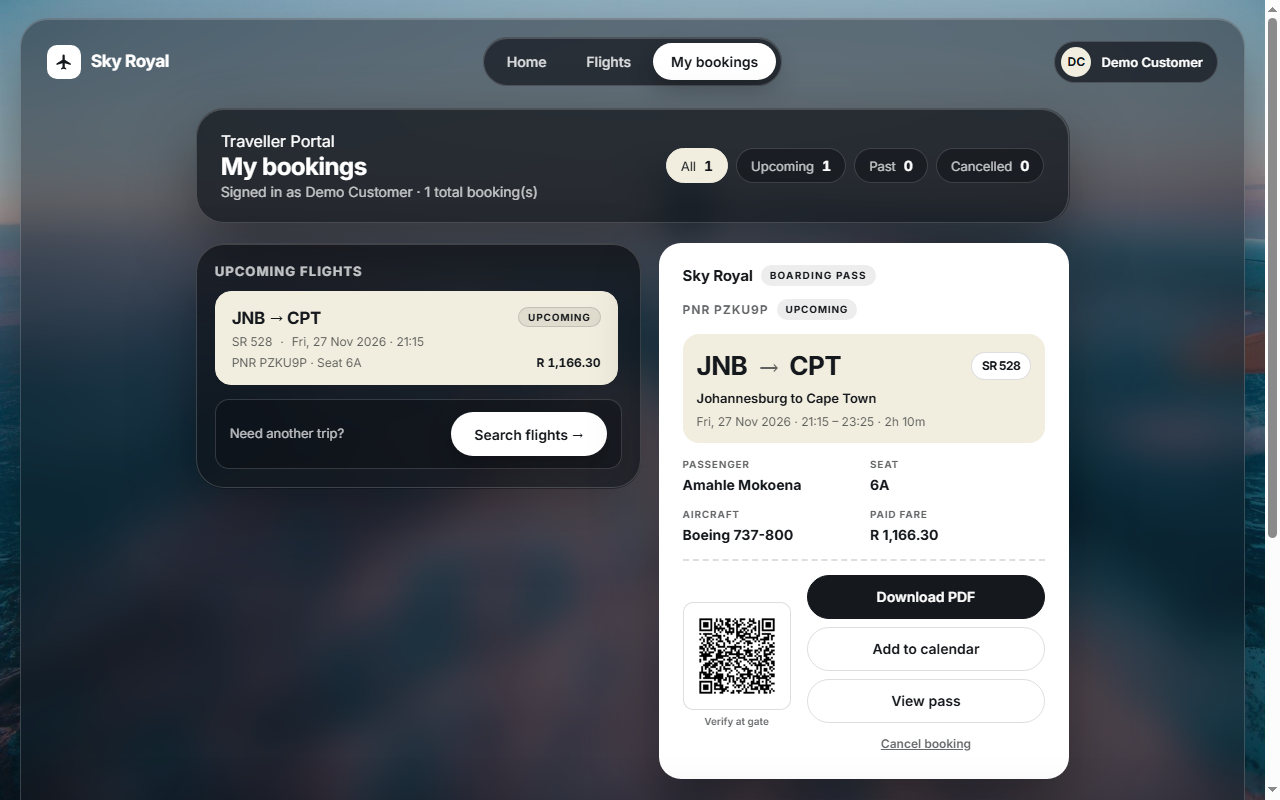 Sky Royal
Home
Flights
My bookings
DC
Demo Customer
Traveller Portal
My bookings
Signed in as Demo Customer · 1 total booking(s)
All 1
Upcoming 1
Past 0
Cancelled 0
UPCOMING FLIGHTS
JNB → CPT
UPCOMING
SR 528 · Fri, 27 Nov 2026 · 21:15
PNR PZKU9P · Seat 6A
R 1,166.30
Need another trip?
Search flights →
Sky Royal
BOARDING PASS
PNR PZKU9P
UPCOMING
JNB → CPT
SR 528
Johannesburg to Cape Town
Fri, 27 Nov 2026 · 21:15 – 23:25 · 2h 10m
PASSENGER
SEAT
Amahle Mokoena
6A
AIRCRAFT
PAID FARE
Boeing 737-800
R 1,166.30
Download PDF
Add to calendar
View pass
Verify at gate
Cancel booking